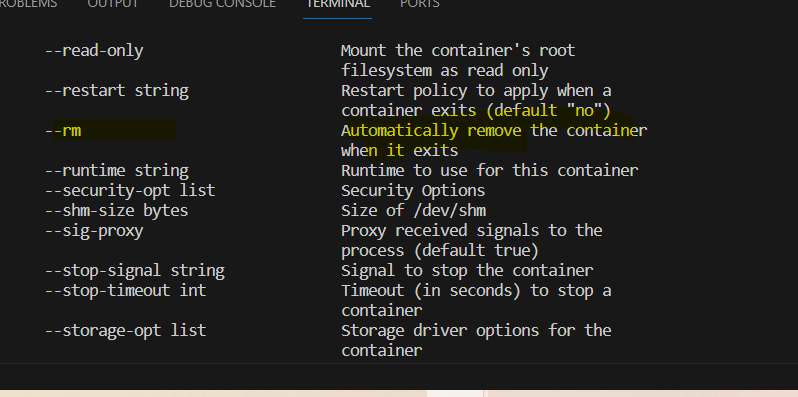 PROBLEMS OUTPUT DEBUG CONSOLE TERMINAL PORTS
--read-only Mount the container's root
filesystem as read only
--restart string Restart policy to apply when a
container exits (default "no")
--rm Automatically remove the container
when it exits
--runtime string Runtime to use for this container
--security-opt list Security Options
--shm-size bytes Size of /dev/shm
--sig-proxy Proxy received signals to the
process (default true)
--stop-signal string Signal to stop the container
--stop-timeout int Timeout (in seconds) to stop a
container
--storage-opt list Storage driver options for the
container